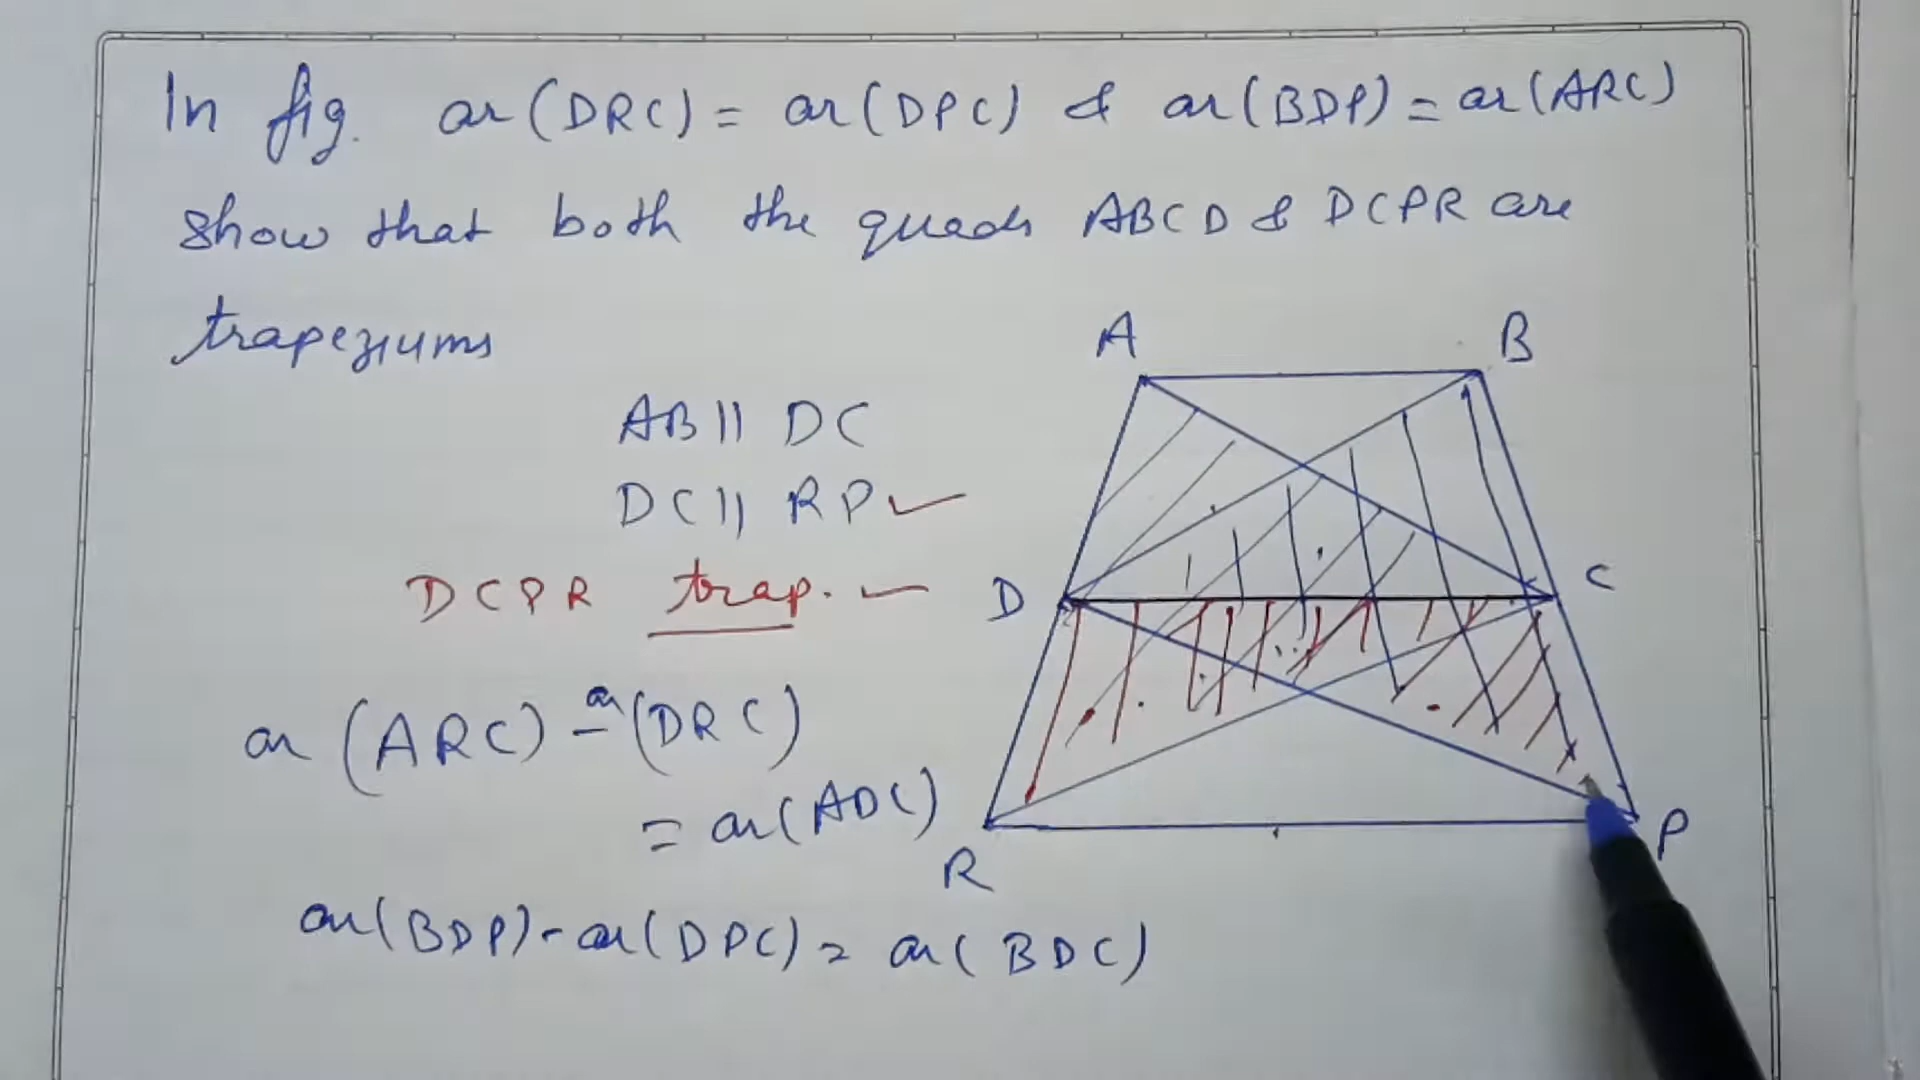 In fig. ar (DRC) = ar (DPC) & ar (BDP) = ar (ARC)
show that both the quads ABCD & DCPR are
trapeziums
A
B
AB || DC
DC || RP ✓
DCPR trap. ✓
D
C
ar (ARC) - ar (DRC)
= ar (ADC)
R
P
ar (BDP) - ar (DPC) = ar (BDC)